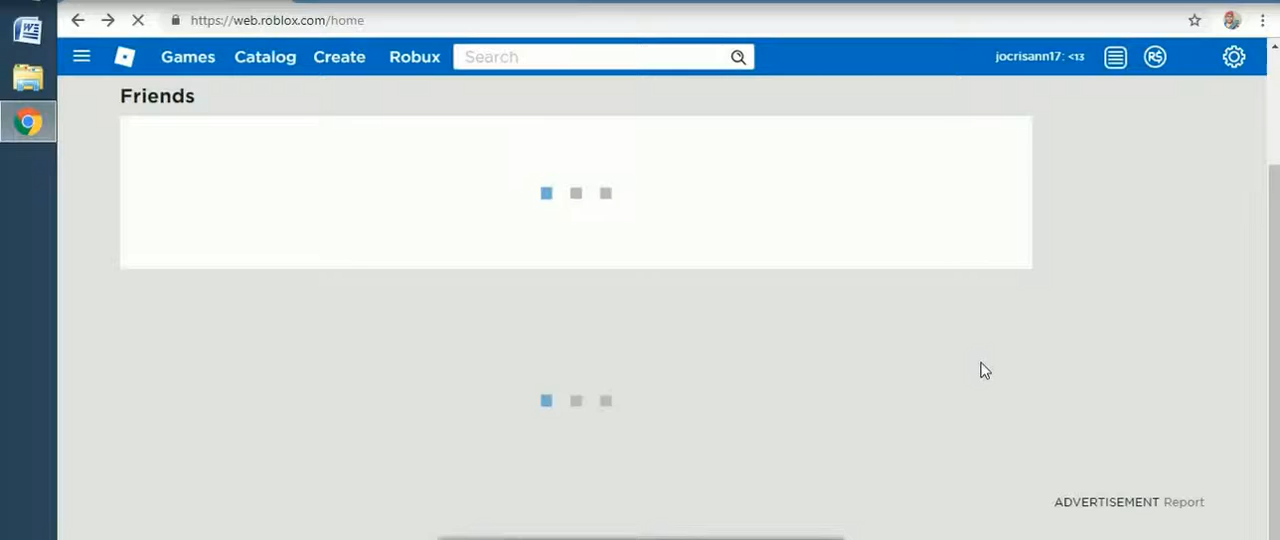 https://web.roblox.com/home
Games Catalog Create Robux Search jocrisann17: <13
Friends
ADVERTISEMENT Report